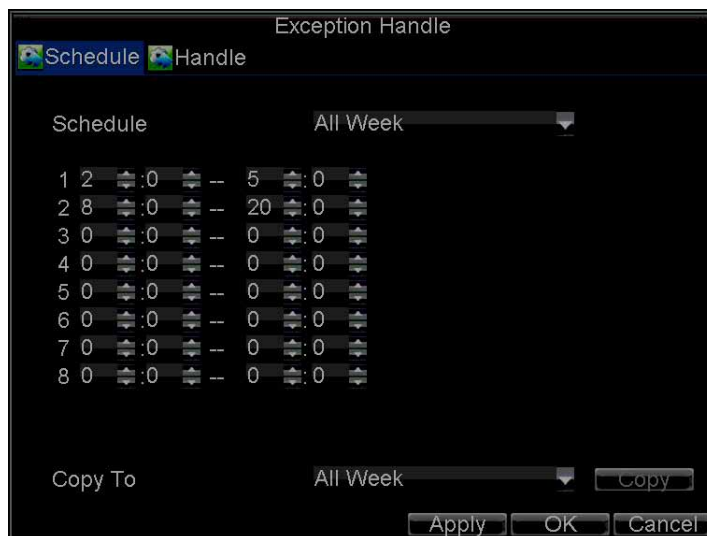 Exception Handle
Schedule Handle
Schedule All Week
1 2 :0 -- 5 :0
2 8 :0 -- 20 :0
3 0 :0 -- 0 :0
4 0 :0 -- 0 :0
5 0 :0 -- 0 :0
6 0 :0 -- 0 :0
7 0 :0 -- 0 :0
8 0 :0 -- 0 :0
Copy To All Week Copy
Apply OK Cancel